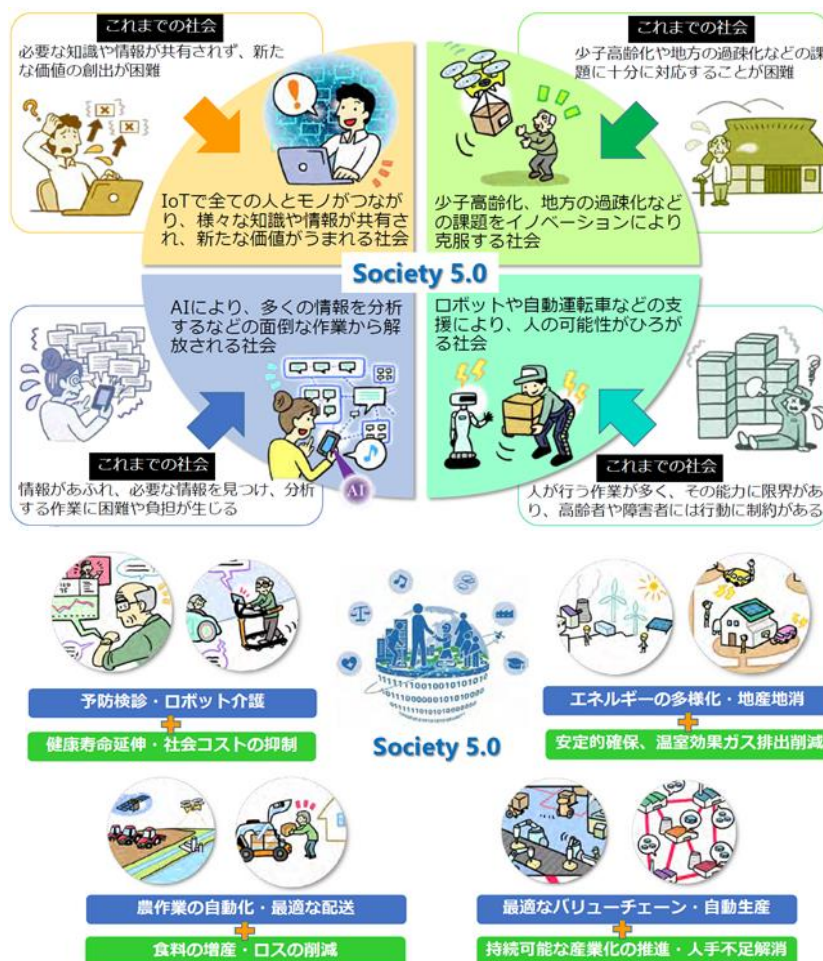 これまでの社会
必要な知識や情報が共有されず、新た
な価値の創出が困難
これまでの社会
少子高齢化や地方の過疎化などの課
題に十分に対応することが困難
IoTで全ての人とモノがつなが
り、様々な知識や情報が共有さ
れ、新たな価値がうまれる社会
少子高齢化、地方の過疎化など
の課題をイノベーションにより
克服する社会
Society 5.0
AIにより、多くの情報を分析
するなどの面倒な作業から解
放される社会
ロボットや自動運転車などの支
援により、人の可能性がひろが
る社会
AI
これまでの社会
情報があふれ、必要な情報を見つけ、分析
する作業に困難や負担が生じる
これまでの社会
人が行う作業が多く、その能力に限界があ
り、高齢者や障害者には行動に制約がある
予防検診・ロボット介護
健康寿命延伸・社会コストの抑制
Society 5.0
エネルギーの多様化・地産地消
安定的確保、温室効果ガス排出削減
農作業の自動化・最適な配送
食料の増産・ロスの削減
最適なバリューチェーン・自動生産
持続可能な産業化の推進・人手不足解消